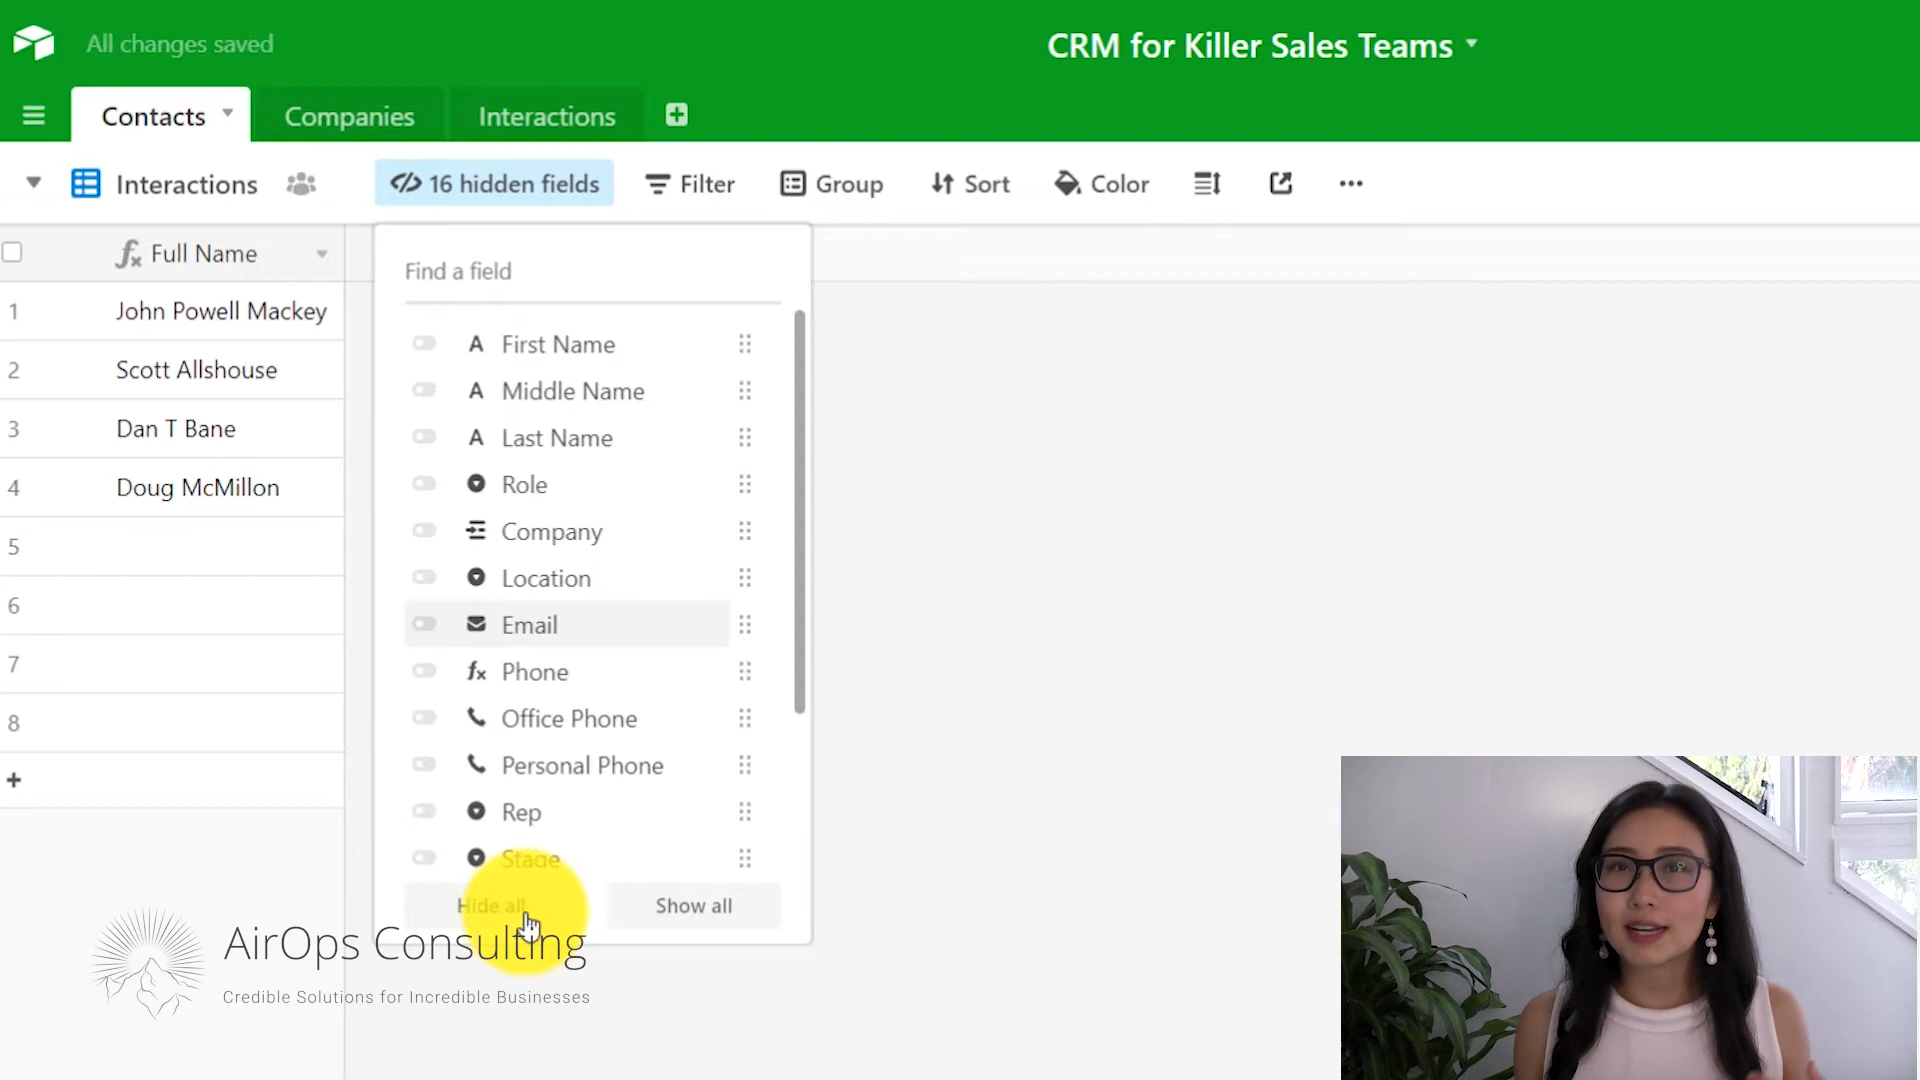 All changes saved
CRM for Killer Sales Teams
Contacts
Companies
Interactions
Interactions
16 hidden fields
Filter
Group
Sort
Color
Full Name
Find a field
1
John Powell Mackey
2
Scott Allshouse
3
Dan T Bane
4
Doug McMillon
5
6
7
8
First Name
Middle Name
Last Name
Role
Company
Location
Email
Phone
Office Phone
Personal Phone
Rep
Stage
Hide all
Show all
AirOps Consulting
Credible Solutions for Incredible Businesses